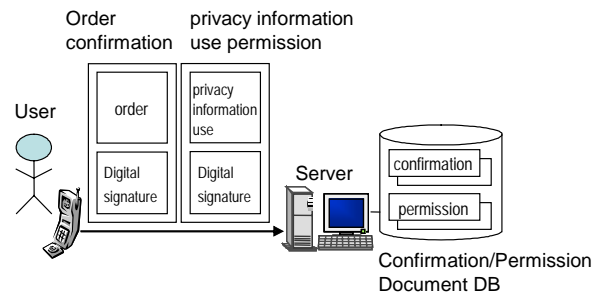 Order
confirmation
privacy information
use permission
User
order
privacy
information
use
Digital
signature
Digital
signature
Server
confirmation
permission
Confirmation/Permission
Document DB